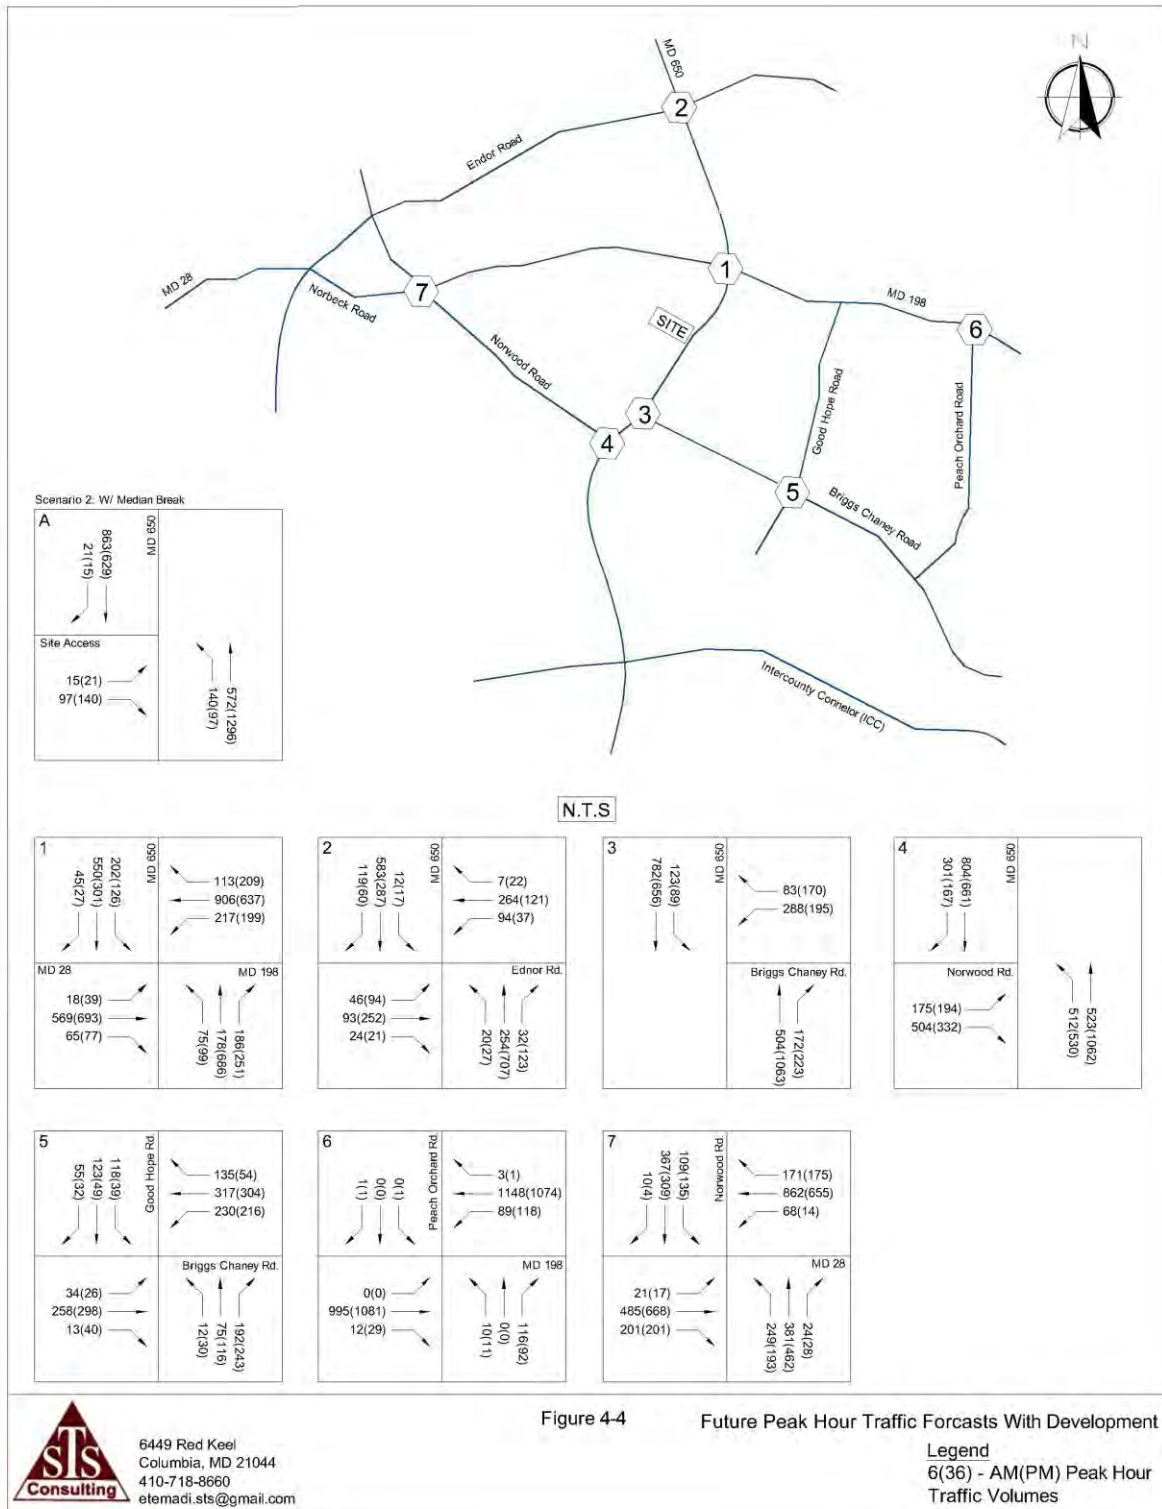 N
MD 650
2
Endor Road
1
MD 28
Norbeck Road
7
MD 198
6
SITE
Norwood Road
3
4
Good Hope Road
Peach Orchard Road
5
Briggs Chaney Road
Intercounty Connetor (ICC)
Scenario 2: W/ Median Break
A
MD 650
863(629)
21(15)
Site Access
15(21)
97(140)
572(1296)
140(97)
N.T.S
1
MD 650
202(126)
550(301)
45(27)
113(209)
906(637)
217(199)
MD 28
MD 198
18(39)
569(693)
65(77)
186(251)
178(686)
75(99)
2
MD 650
12(17)
583(287)
119(60)
7(22)
264(121)
94(37)
Ednor Rd.
46(94)
93(252)
24(21)
32(123)
254(707)
20(27)
3
MD 650
123(89)
782(656)
83(170)
288(195)
Briggs Chaney Rd.
172(223)
504(1063)
4
MD 650
804(661)
301(167)
Norwood Rd.
175(194)
504(332)
523(1062)
512(530)
5
Good Hope Rd
118(39)
123(49)
55(32)
135(54)
317(304)
230(216)
Briggs Chaney Rd.
34(26)
258(298)
13(40)
192(243)
75(116)
12(30)
6
Peach Orchard Rd.
0(1)
0(0)
1(1)
3(1)
1148(1074)
89(118)
MD 198
0(0)
995(1081)
12(29)
116(92)
0(0)
10(11)
7
Norwood Rd.
109(135)
367(309)
10(4)
171(175)
862(655)
68(14)
MD 28
21(17)
485(668)
201(201)
24(28)
381(462)
249(193)
STS
Consulting
6449 Red Keel
Columbia, MD 21044
410-718-8660
etemadi.sts@gmail.com
Figure 4-4
Future Peak Hour Traffic Forcasts With Development
Legend
6(36) - AM(PM) Peak Hour
Traffic Volumes